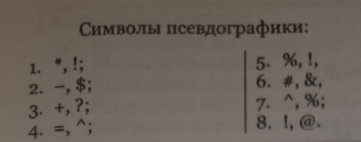 Символы псевдографики:
1. *, !;
2. –, $;
3. +, ?;
4. =, ^;
5. %, !,
6. #, &,
7. ^, %;
8. !, @.